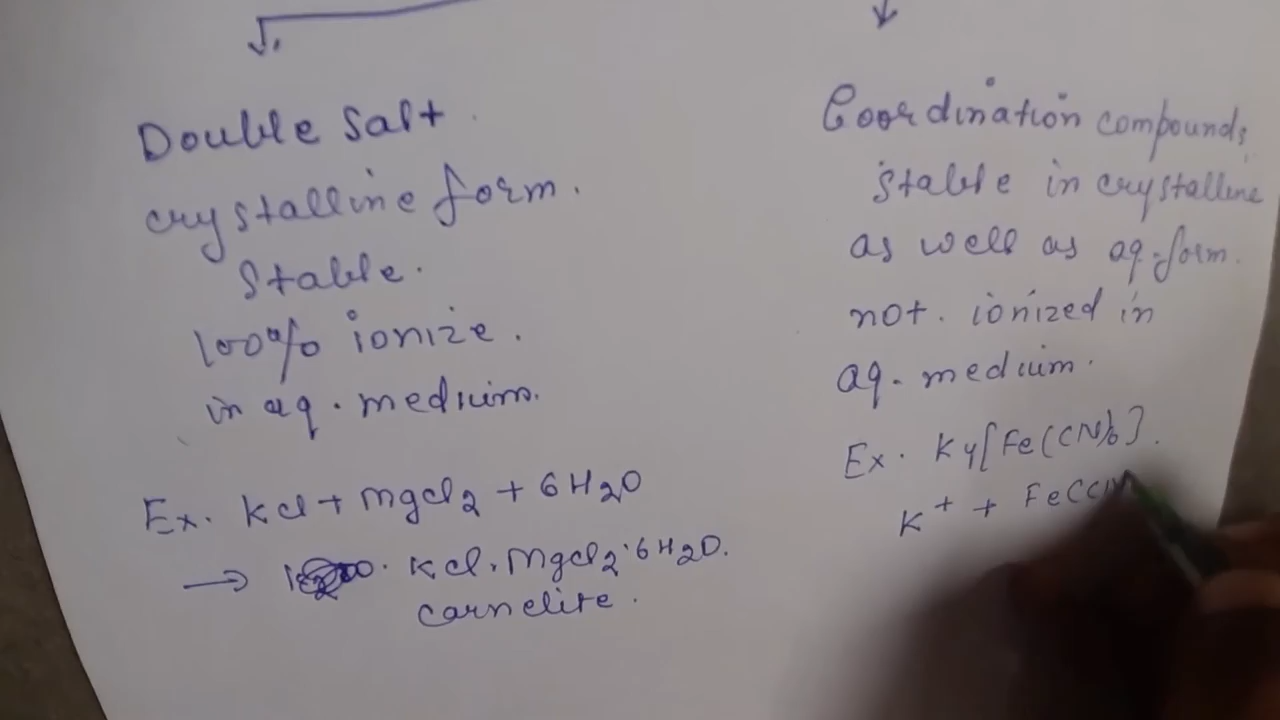 Double Salt.
crystalline form.
Stable.
100% ionize.
in aq. medium.
Ex. KCl + MgCl2 + 6H2O
→ KCl. MgCl2.6H2O.
Carnelite.
Coordination compounds,
Stable in crystalline
as well as aq. form.
not. ionized in
aq. medium.
Ex. K4[Fe(CN)6].
K+ + Fe(CN